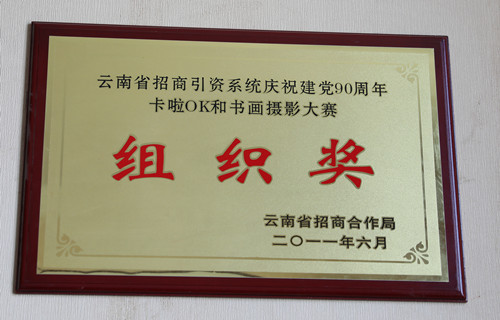 云南省招商引资系统庆祝建党90周年
卡啦OK和书画摄影大赛
组织奖
云南省招商合作局
二〇一一年六月